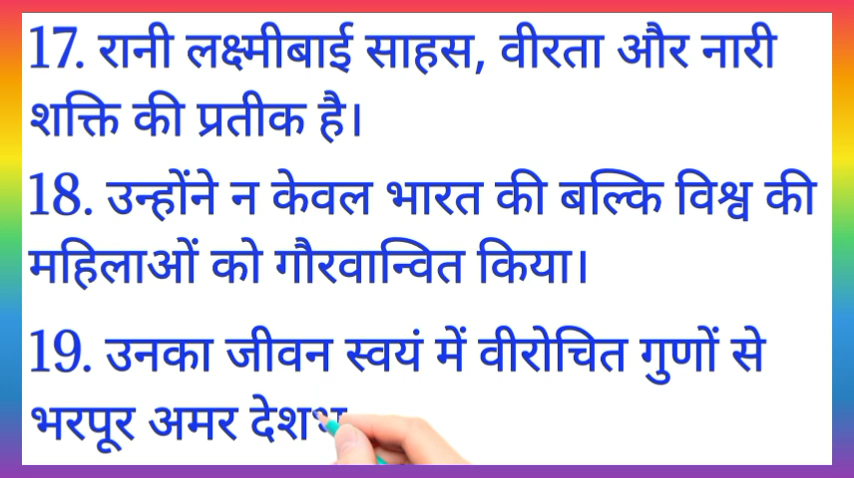 17. रानी लक्ष्मीबाई साहस, वीरता और नारी
शक्ति की प्रतीक है।
18. उन्होंने न केवल भारत की बल्कि विश्व की
महिलाओं को गौरवान्वित किया।
19. उनका जीवन स्वयं में वीरोचित गुणों से
भरपूर अमर